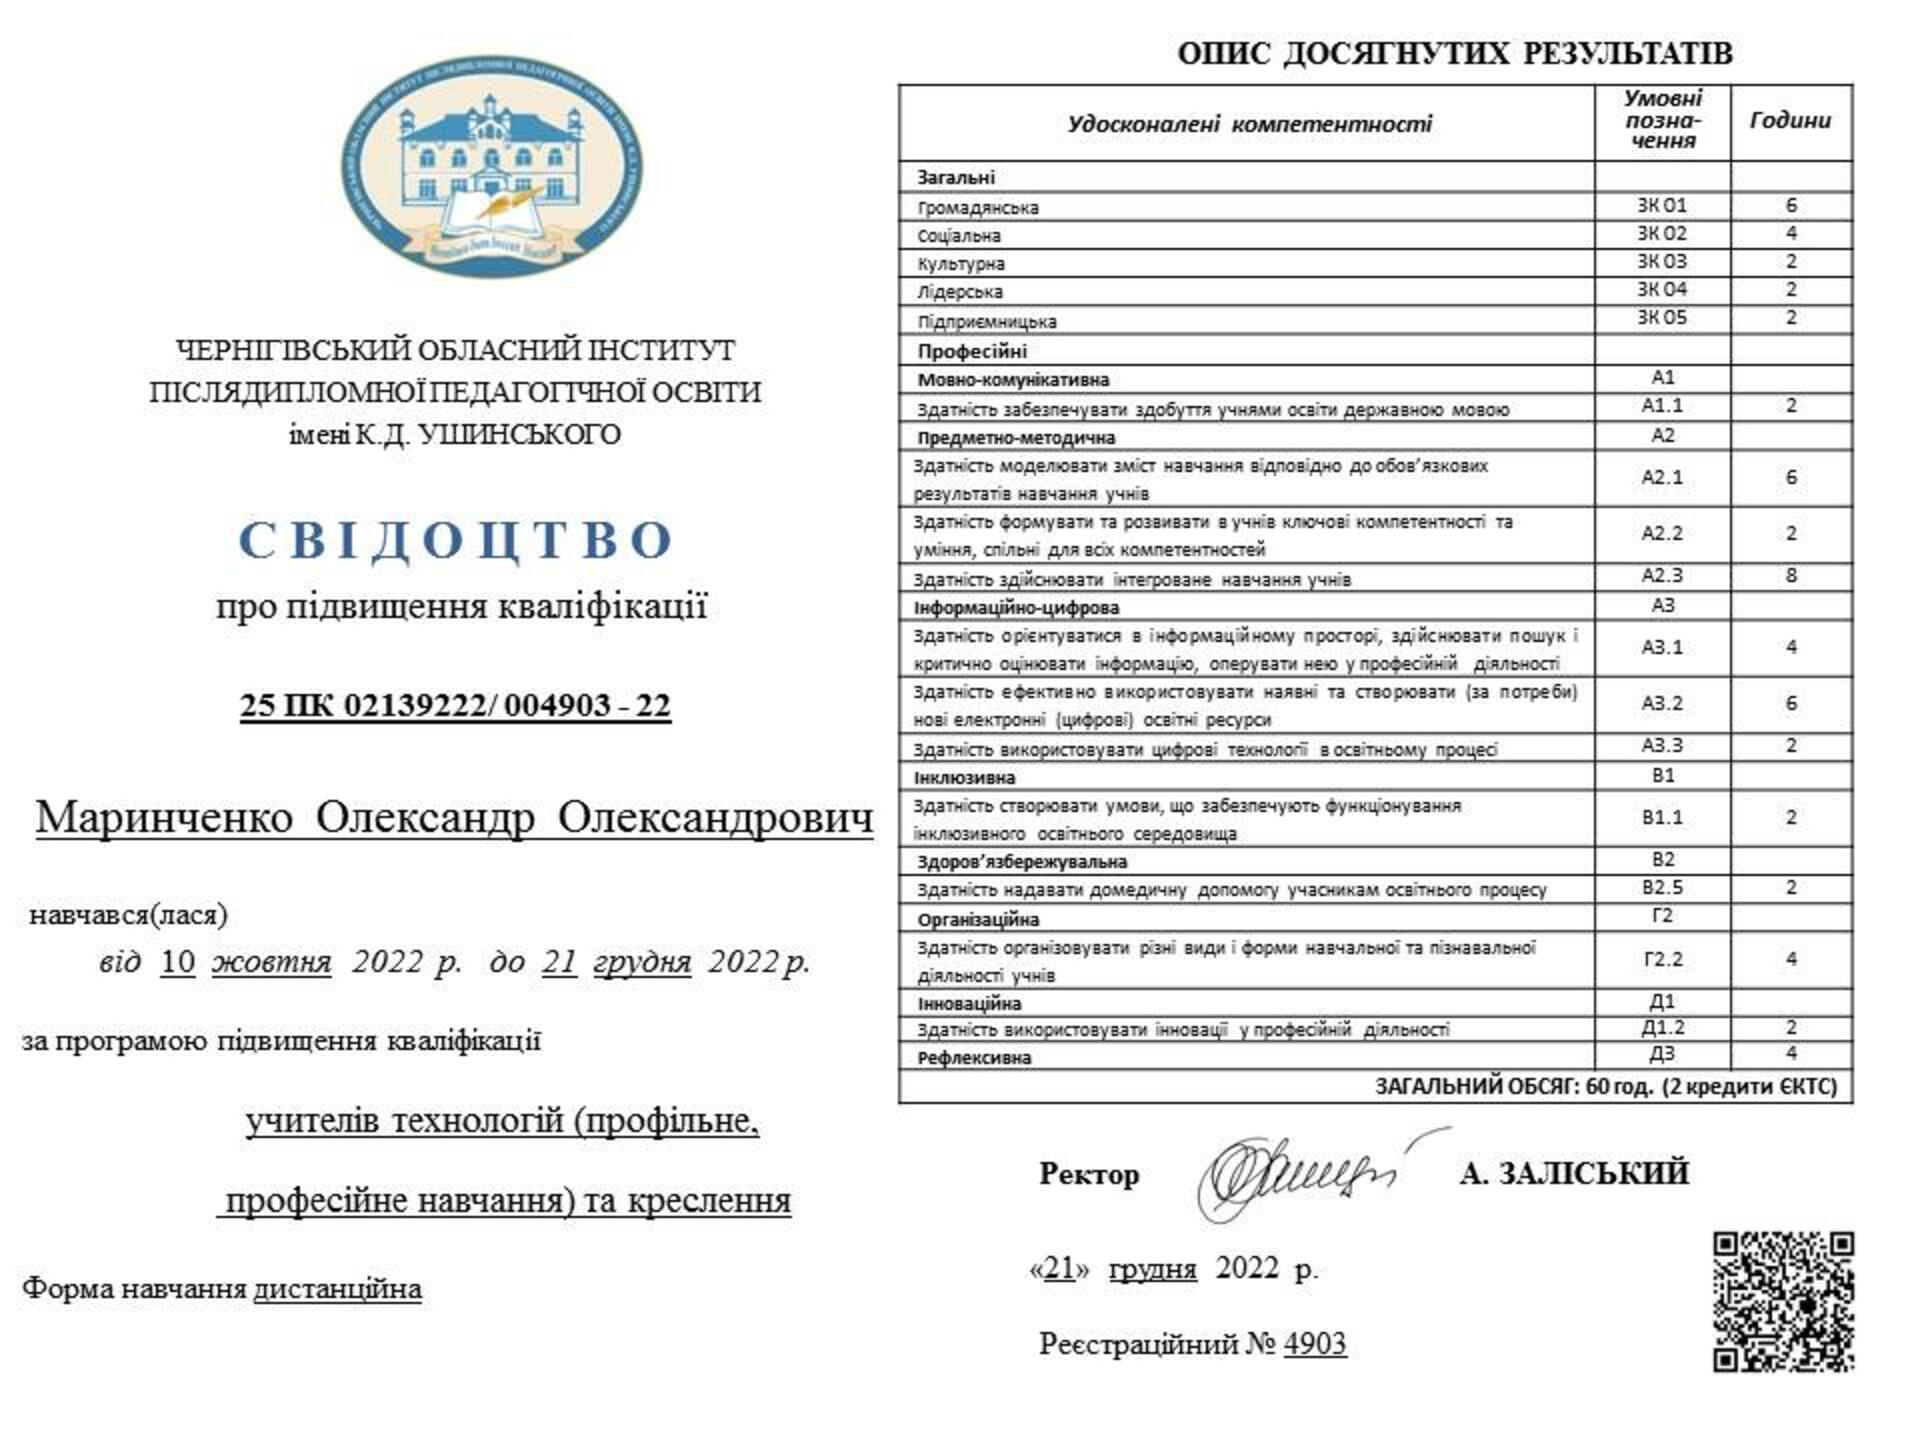 ЧЕРНІГІВСЬКИЙ ОБЛАСНИЙ ІНСТИТУТ
ПІСЛЯДИПЛОМНОЇ ПЕДАГОГІЧНОЇ ОСВІТИ
імені К.Д. УШИНСЬКОГО
СВІДОЦТВО
про підвищення кваліфікації
25 ПК 02139222/ 004903 - 22
Маринченко Олександр Олександрович
навчався(лася)
від 10 жовтня 2022 р. до 21 грудня 2022 р.
за програмою підвищення кваліфікації
учителів технологій (профільне,
професійне навчання) та креслення
Форма навчання дистанційна
ОПИС ДОСЯГНУТИХ РЕЗУЛЬТАТІВ
Удосконалені компетентності
Умовні
позна-
чення
Години
Загальні
Громадянська ЗК 01 6
Соціальна ЗК 02 4
Культурна ЗК 03 2
Лідерська ЗК 04 2
Підприємницька ЗК 05 2
Професійні
Мовно-комунікативна А1
Здатність забезпечувати здобуття учнями освіти державною мовою А1.1 2
Предметно-методична А2
Здатність моделювати зміст навчання відповідно до обов’язкових
результатів навчання учнів А2.1 6
Здатність формувати та розвивати в учнів ключові компетентності та
уміння, спільні для всіх компетентностей А2.2 2
Здатність здійснювати інтегроване навчання учнів А2.3 8
Інформаційно-цифрова А3
Здатність орієнтуватися в інформаційному просторі, здійснювати пошук і
критично оцінювати інформацію, оперувати нею у професійній діяльності А3.1 4
Здатність ефективно використовувати наявні та створювати (за потреби)
нові електронні (цифрові) освітні ресурси А3.2 6
Здатність використовувати цифрові технології в освітньому процесі А3.3 2
Інклюзивна В1
Здатність створювати умови, що забезпечують функціонування
інклюзивного освітнього середовища В1.1 2
Здоров’язбережувальна В2
Здатність надавати домедичну допомогу учасникам освітнього процесу В2.5 2
Організаційна Г2
Здатність організовувати різні види і форми навчальної та пізнавальної
діяльності учнів Г2.2 4
Інноваційна Д1
Здатність використовувати інновації у професійній діяльності Д1.2 2
Рефлексивна Д3 4
ЗАГАЛЬНИЙ ОБСЯГ: 60 год. (2 кредити ЄКТС)
Ректор А. ЗАЛІСЬКИЙ
«21» грудня 2022 р.
Реєстраційний № 4903